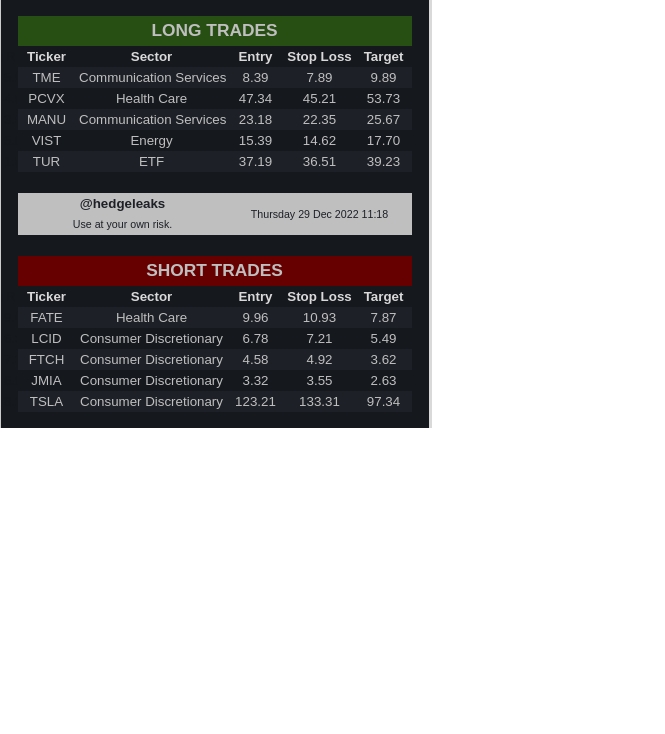 LONG TRADES
Ticker Sector Entry Stop Loss Target
TME Communication Services 8.39 7.89 9.89
PCVX Health Care 47.34 45.21 53.73
MANU Communication Services 23.18 22.35 25.67
VIST Energy 15.39 14.62 17.70
TUR ETF 37.19 36.51 39.23
@hedgeleaks
Thursday 29 Dec 2022 11:18
Use at your own risk.
SHORT TRADES
Ticker Sector Entry Stop Loss Target
FATE Health Care 9.96 10.93 7.87
LCID Consumer Discretionary 6.78 7.21 5.49
FTCH Consumer Discretionary 4.58 4.92 3.62
JMIA Consumer Discretionary 3.32 3.55 2.63
TSLA Consumer Discretionary 123.21 133.31 97.34